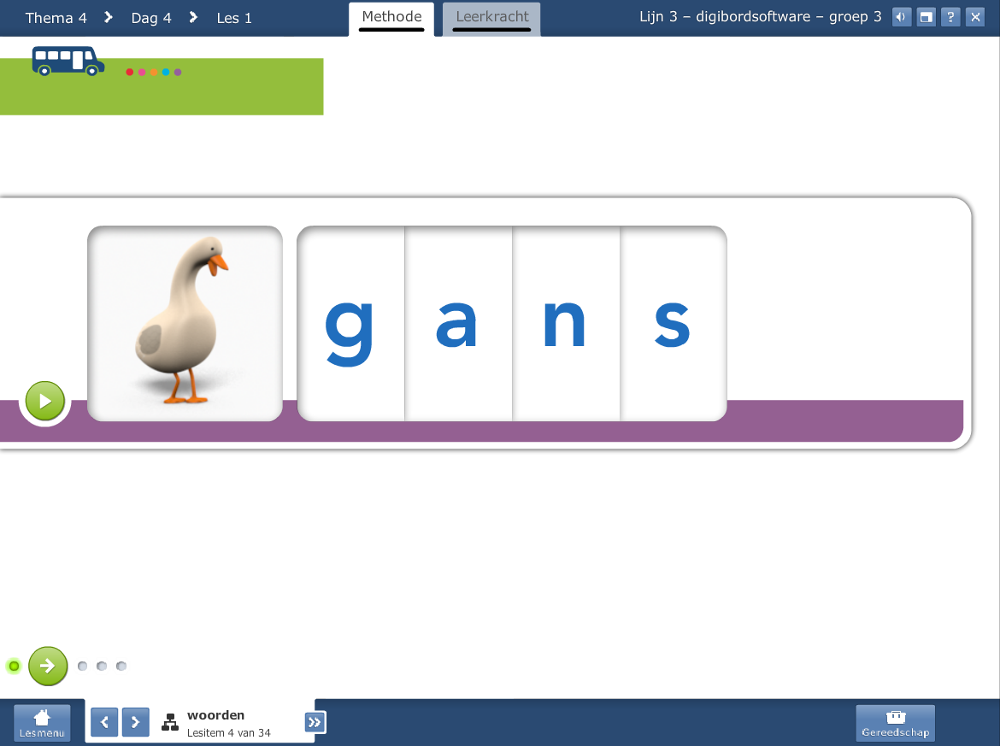 Thema 4 Dag 4 Les 1 Methode Leerkracht Lijn 3 – digibordsoftware – groep 3 ?
g a n s
woorden
Lesitem 4 van 34
Lesmenu
Gereedschap